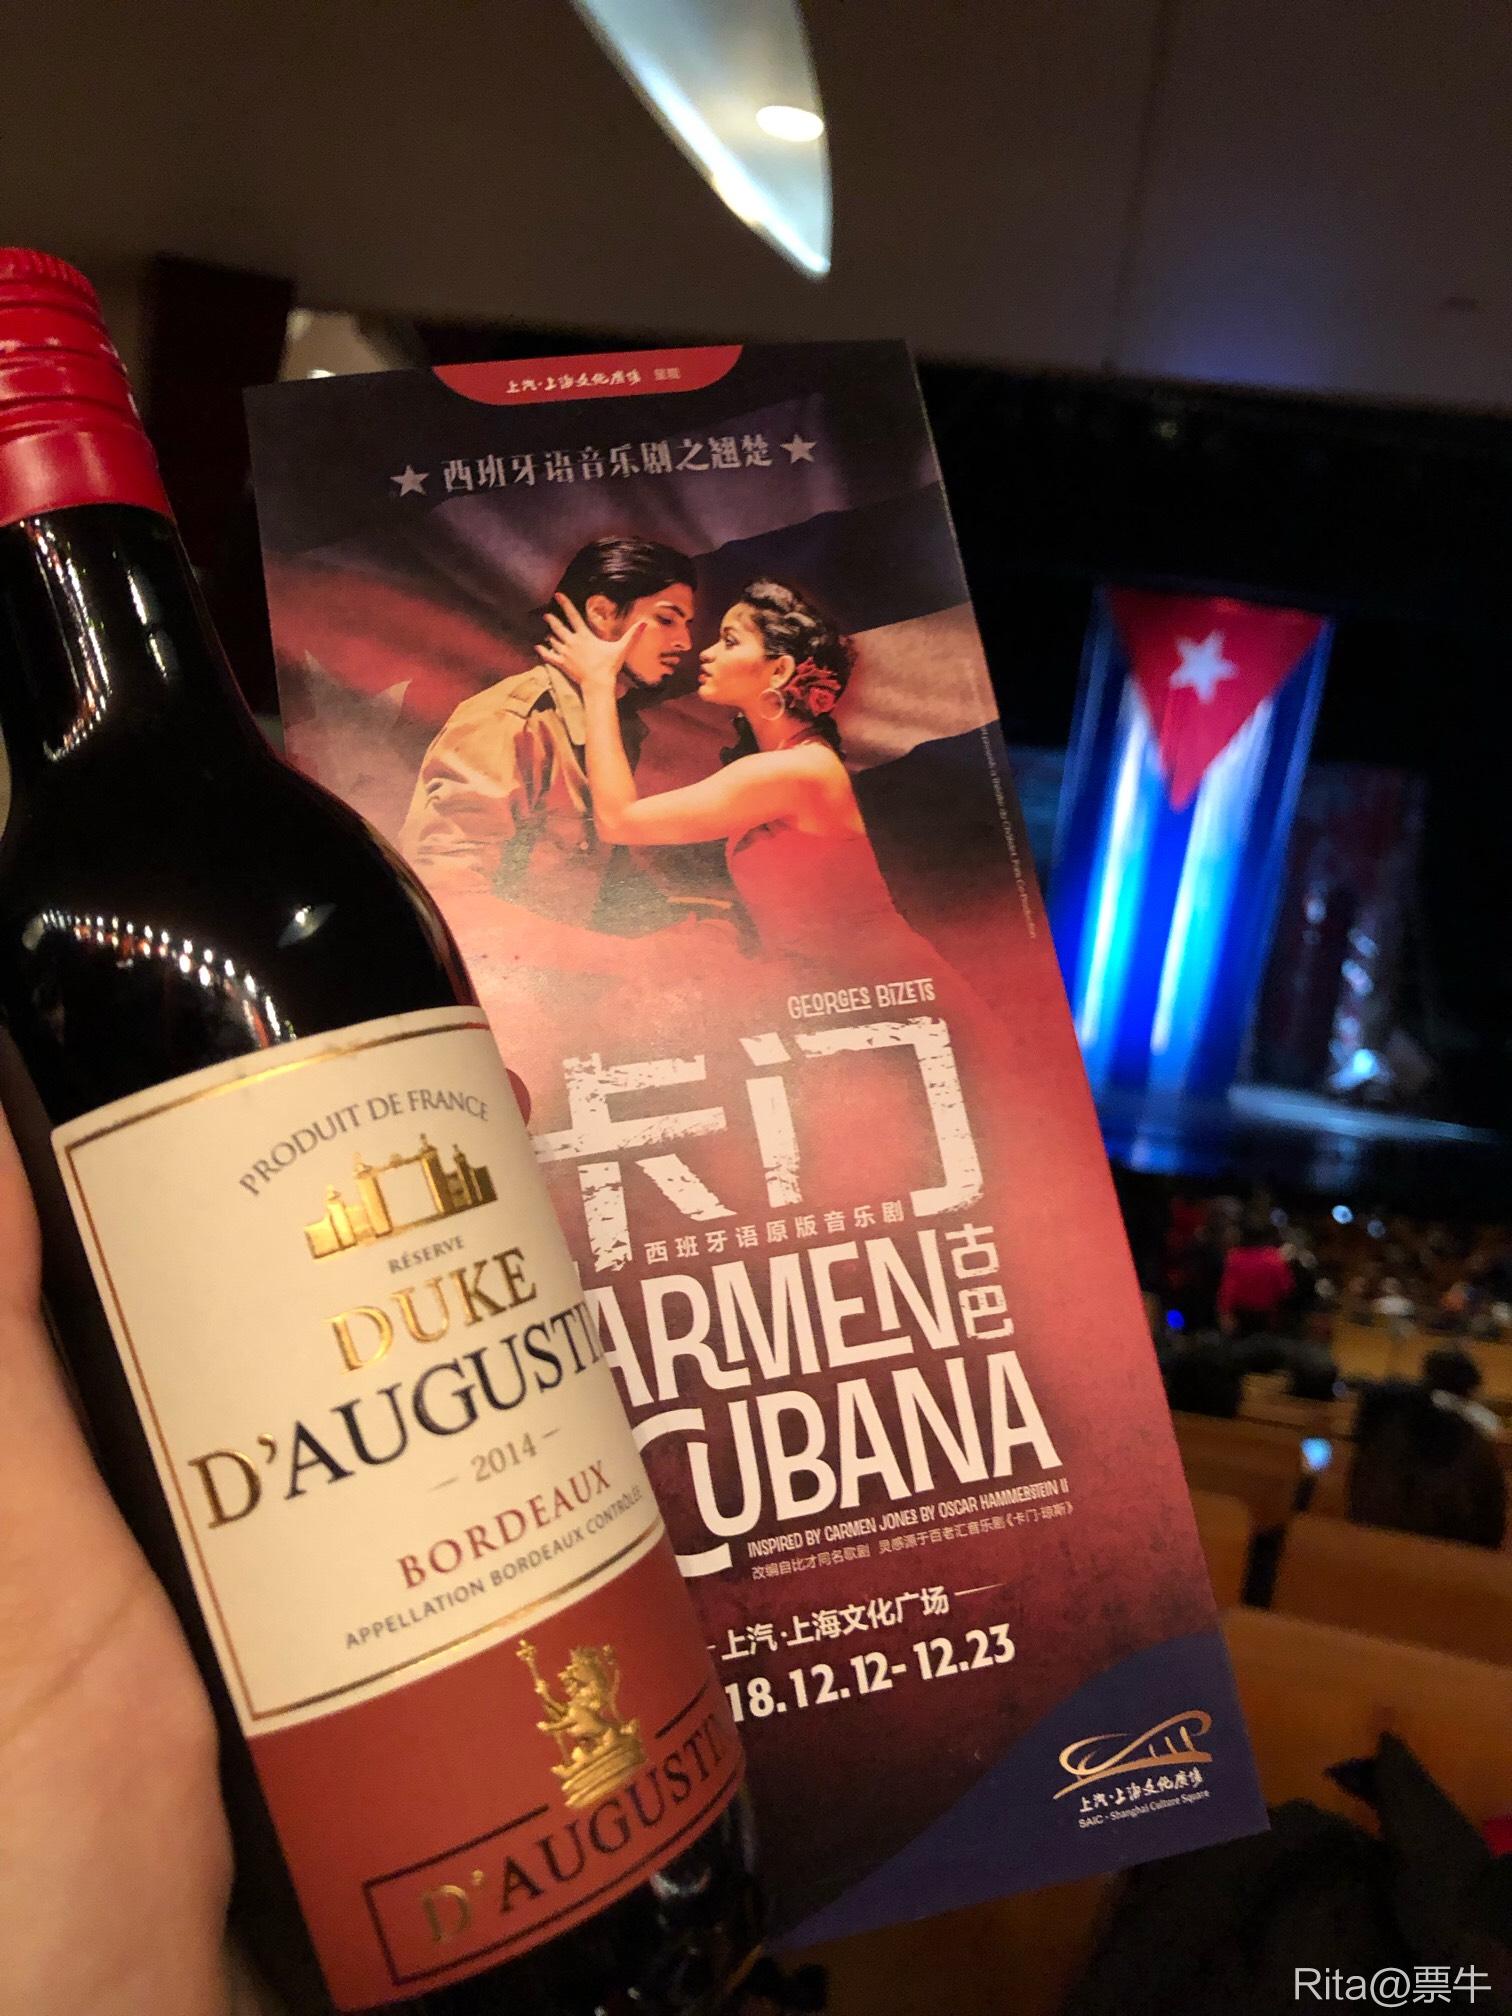 上汽·上海文化广场 呈现
★西班牙语音乐剧之翘楚★
GEORGES BIZETS
卡门
西班牙语原版音乐剧
古巴
ARMEN
CUBANA
INSPIRED BY CARMEN JONES BY OSCAR HAMMERSTEIN II
改编自比才同名歌剧 灵感源于百老汇音乐剧《卡门·琼斯》
上汽·上海文化广场
18.12.12-12.23
上汽·上海文化广场
SAIC·Shanghai Culture Square
PRODUIT DE FRANCE
RÉSERVE
DUKE
D'AUGUSTI
2014
BORDEAUX
APPELLATION BORDEAUX CONTRÔLÉE
D'AUGUSTI
Rita@票牛